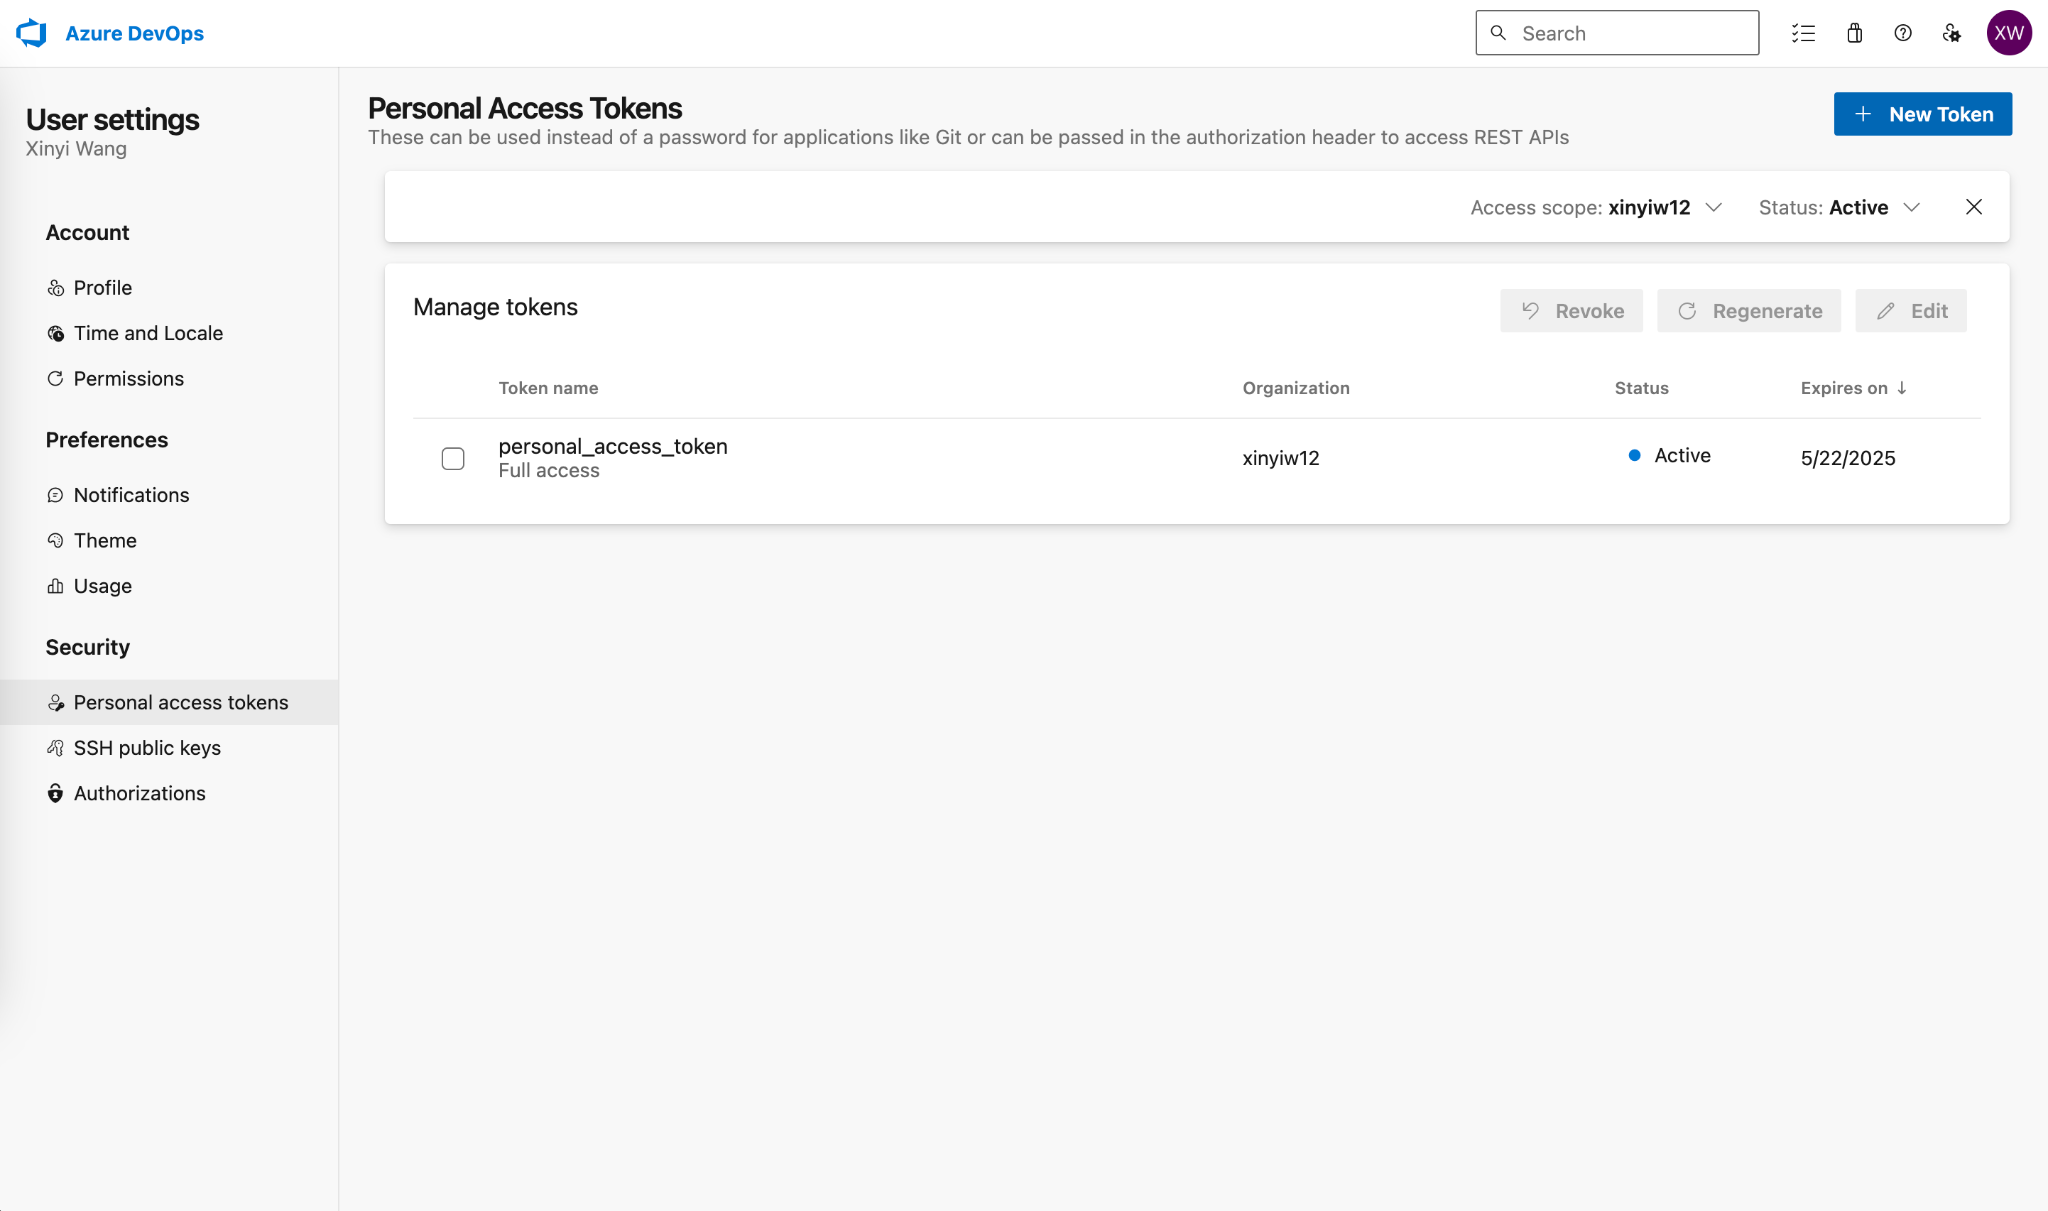 Azure DevOps
Search
XW
User settings
Xinyi Wang
Account
Profile
Time and Locale
Permissions
Preferences
Notifications
Theme
Usage
Security
Personal access tokens
SSH public keys
Authorizations
Personal Access Tokens
These can be used instead of a password for applications like Git or can be passed in the authorization header to access REST APIs
New Token
Access scope: xinyiw12
Status: Active
Manage tokens
Revoke
Regenerate
Edit
Token name
Organization
Status
Expires on
personal_access_token
Full access
xinyiw12
Active
5/22/2025